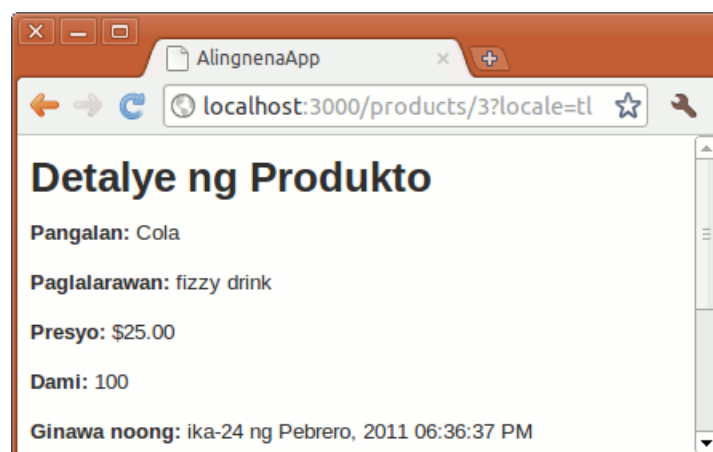 AlingnenaApp
localhost:3000/products/3?locale=tl
Detalye ng Produkto
Pangalan: Cola
Paglalarawan: fizzy drink
Presyo: $25.00
Dami: 100
Ginawa noong: ika-24 ng Pebrero, 2011 06:36:37 PM